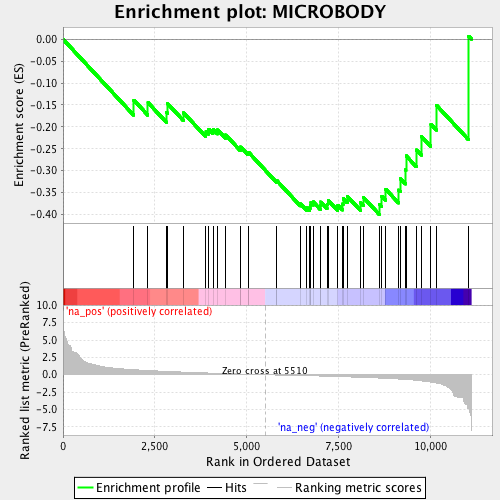 Enrichment plot: MICROBODY
Enrichment score (ES)
0.00
-0.05
-0.10
-0.15
-0.20
-0.25
-0.30
-0.35
-0.40
Ranked list metric (PreRanked)
10.0
7.5
5.0
2.5
0.0
-2.5
-5.0
-7.5
'na_pos' (positively correlated)
Zero cross at 5510
'na_neg' (negatively correlated)
0
2,500
5,000
7,500
10,000
Rank in Ordered Dataset
Enrichment profile
Hits
Ranking metric scores